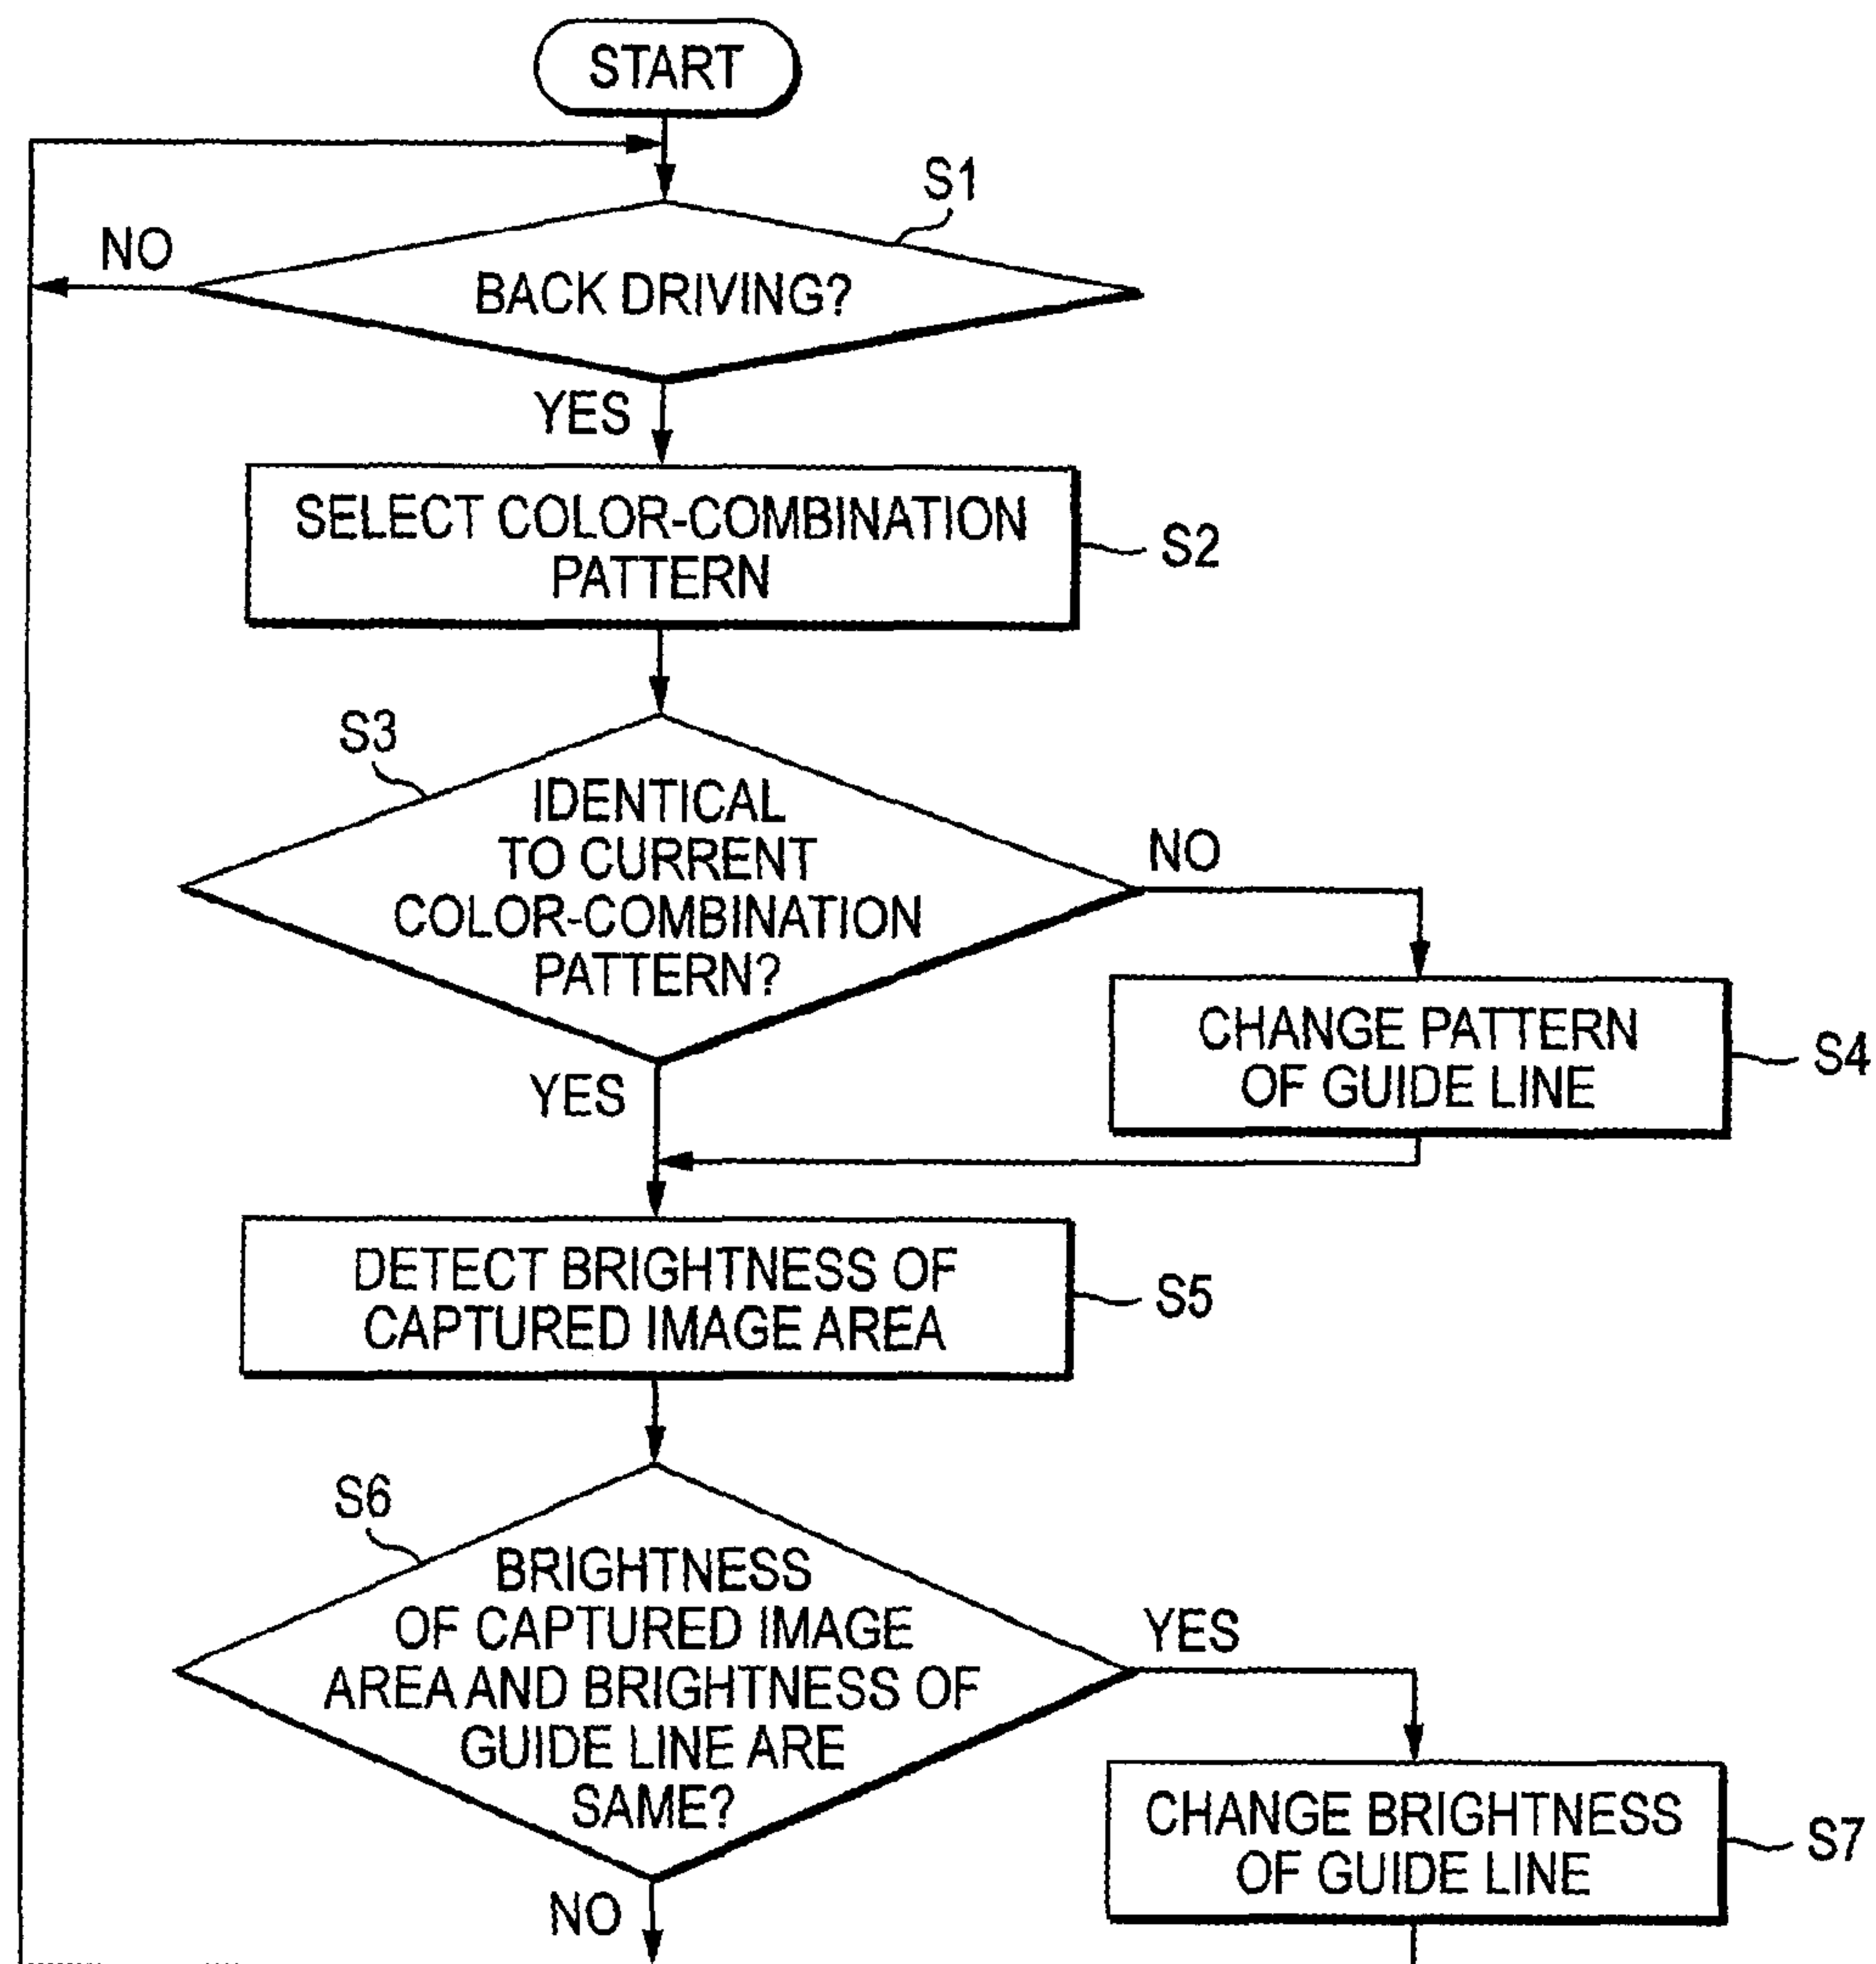 START
S1
NO
BACK DRIVING?
YES
SELECT COLOR-COMBINATION
PATTERN
S2
S3
IDENTICAL
TO CURRENT
COLOR-COMBINATION
PATTERN?
NO
CHANGE PATTERN
OF GUIDE LINE
S4
YES
DETECT BRIGHTNESS OF
CAPTURED IMAGE AREA
S5
S6
BRIGHTNESS
OF CAPTURED IMAGE
AREA AND BRIGHTNESS OF
GUIDE LINE ARE
SAME?
YES
CHANGE BRIGHTNESS
OF GUIDE LINE
S7
NO